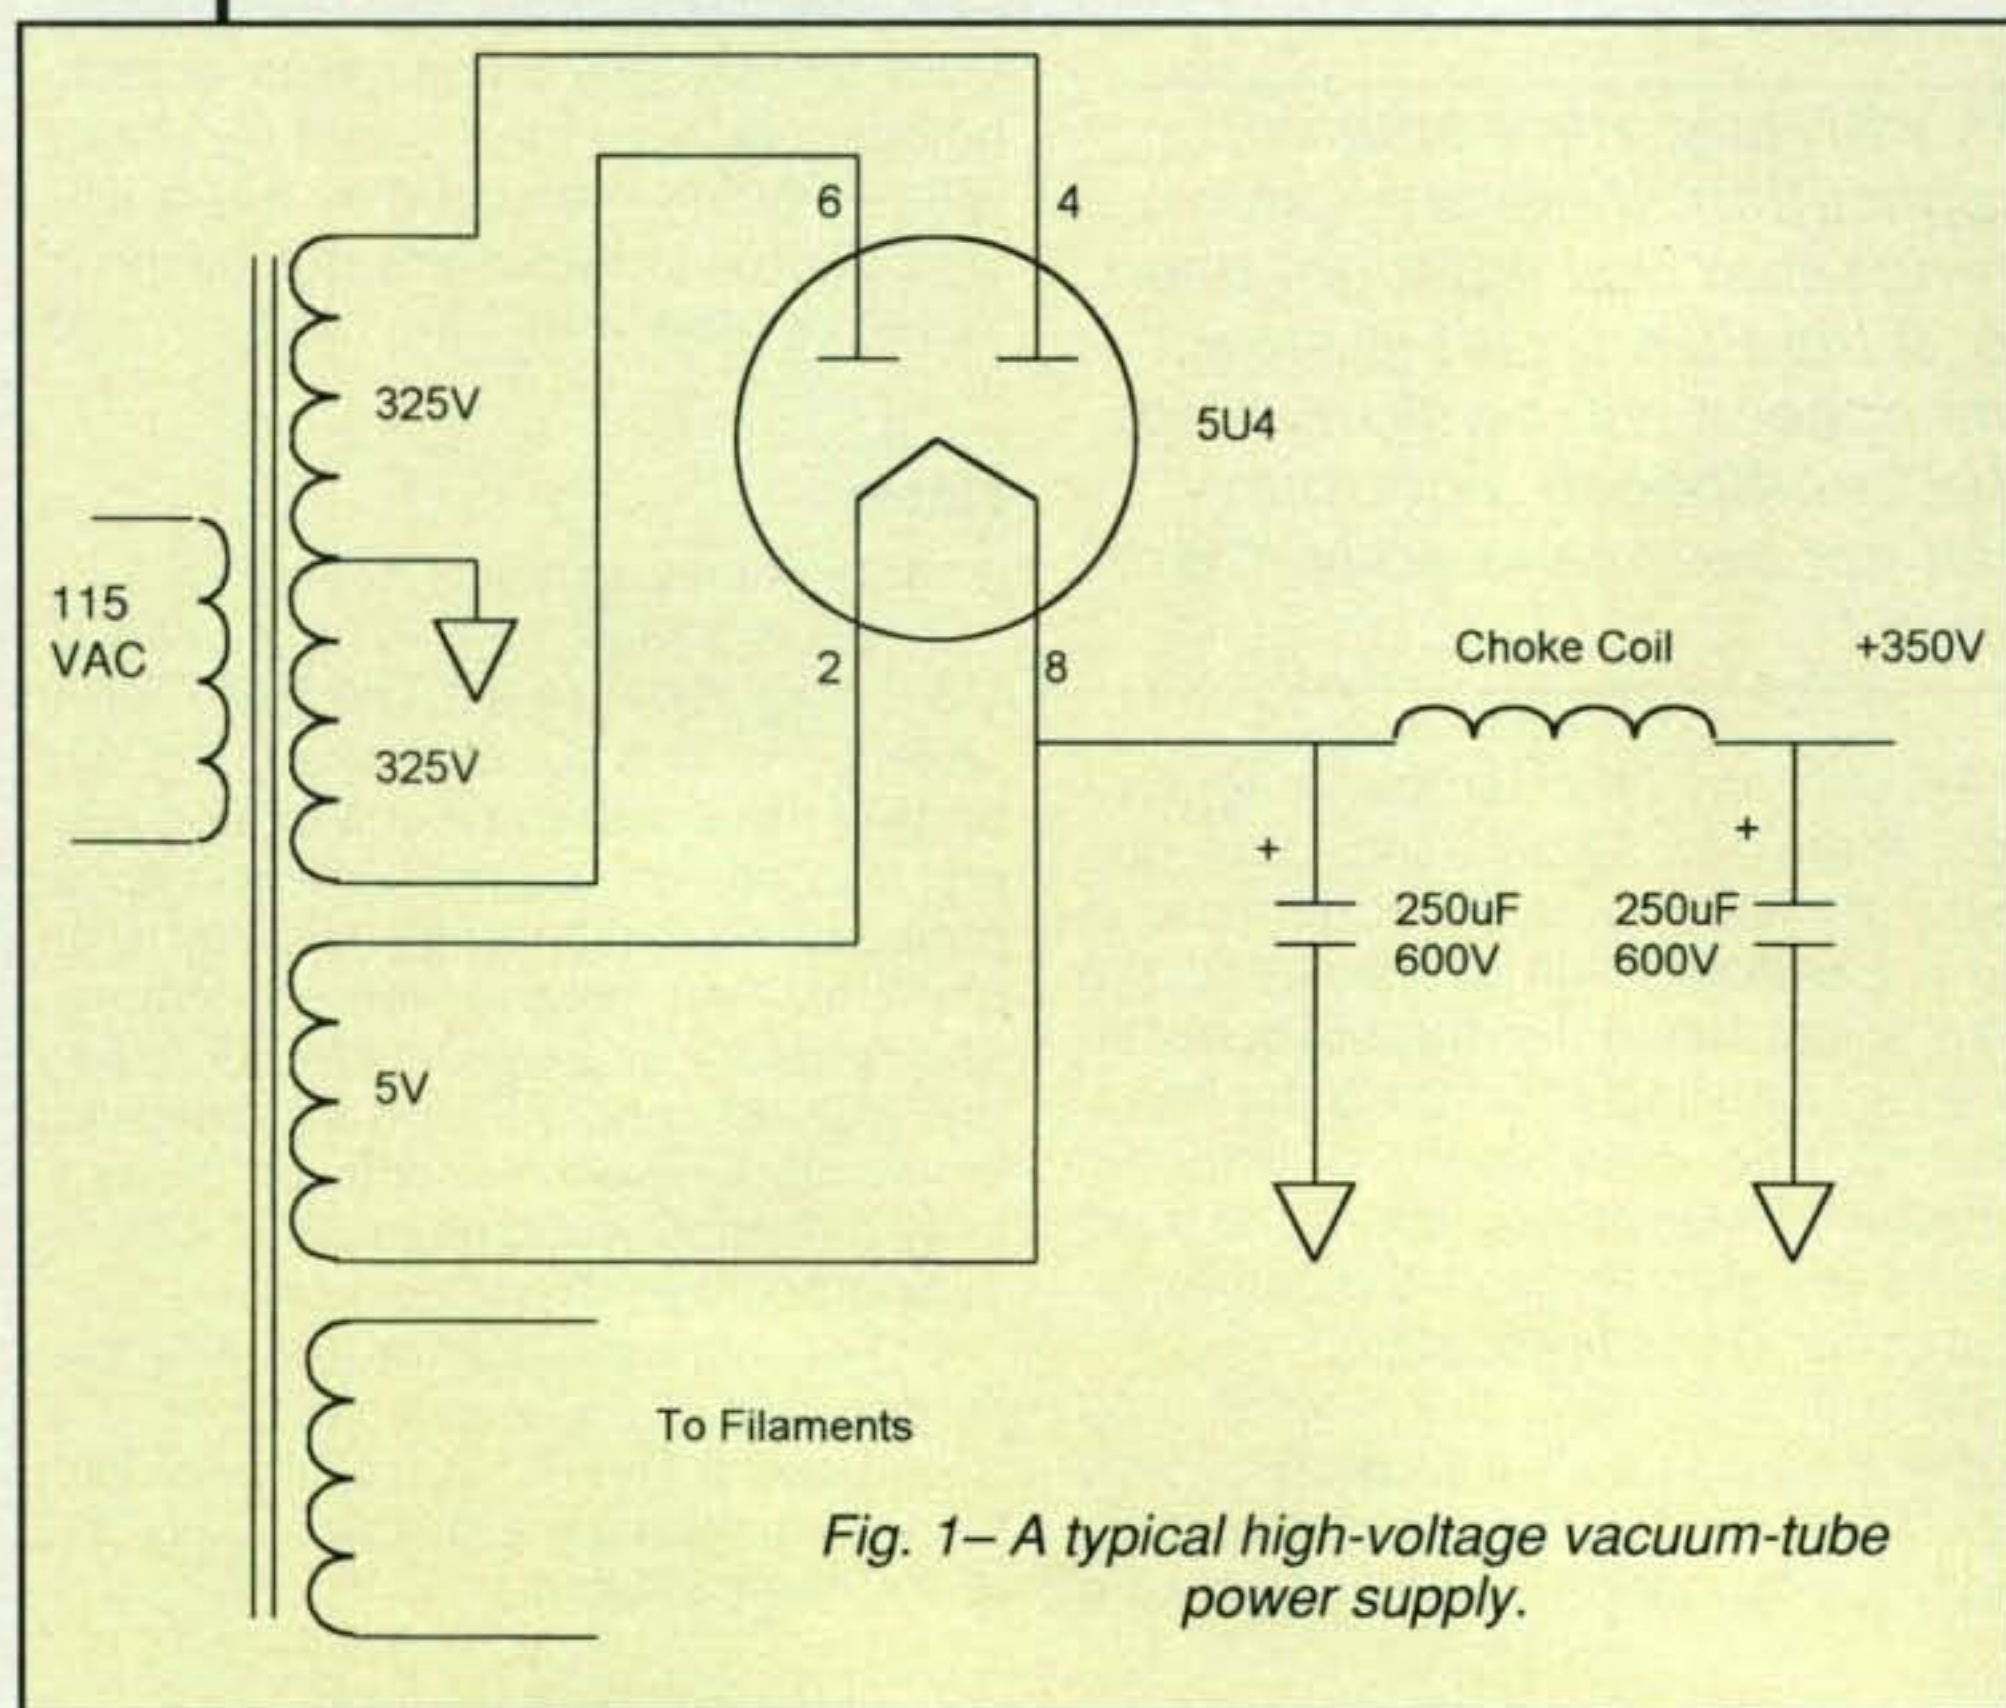 6
4
325V
5U4
115
VAC
2
8
Choke Coil
+350V
325V
+
+
250uF
600V
250uF
600V
5V
To Filaments
Fig. 1– A typical high-voltage vacuum-tube
power supply.